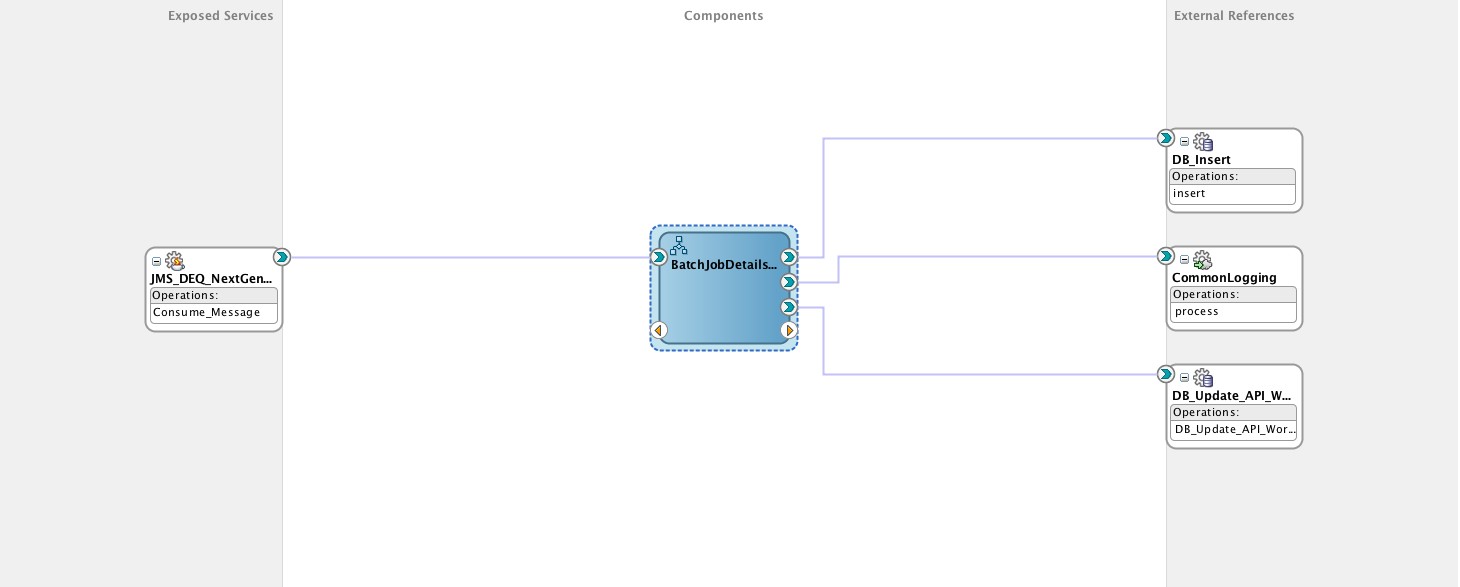 Exposed Services
Components
External References
JMS_DEQ_NextGen...
Operations:
Consume_Message
BatchJobDetails...
DB_Insert
Operations:
insert
CommonLogging
Operations:
process
DB_Update_API_W...
Operations:
DB_Update_API_Wor...